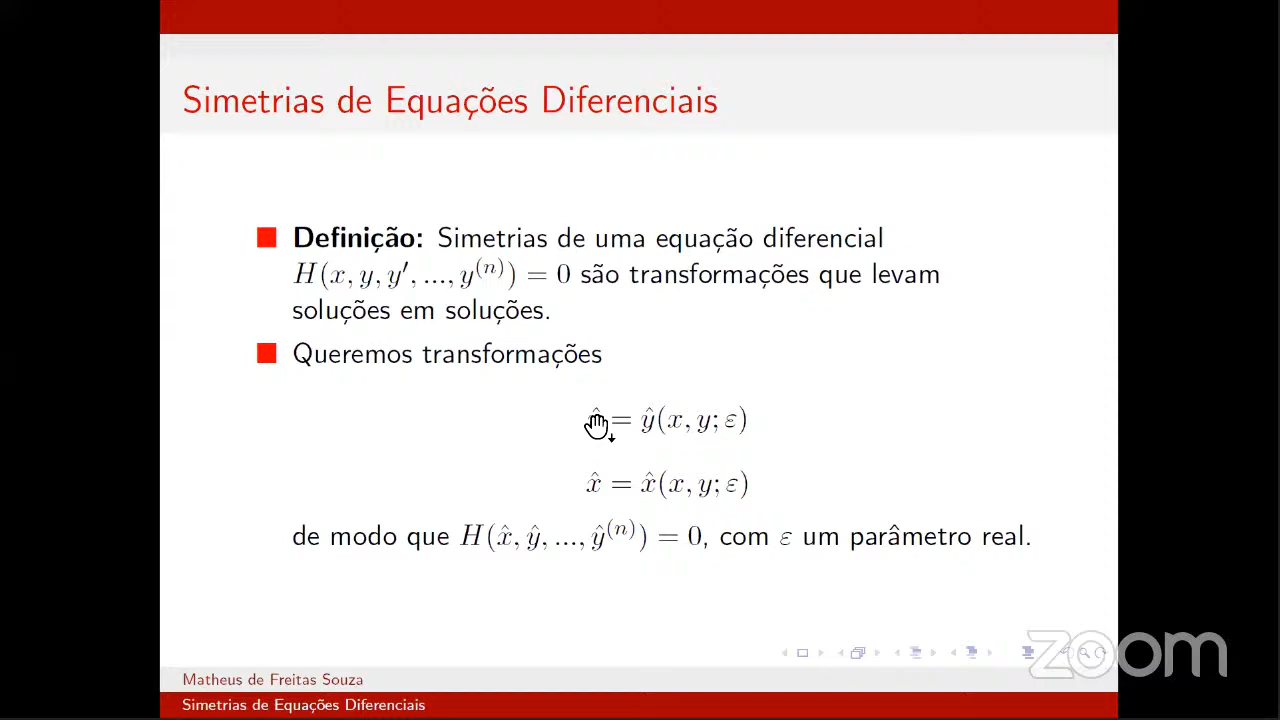 Simetrias de Equações Diferenciais
Definição: Simetrias de uma equação diferencial
H(x, y, y′, ..., y⁽ⁿ⁾) = 0 são transformações que levam
soluções em soluções.
Queremos transformações
= ŷ(x, y; ε)
x̂ = x̂(x, y; ε)
de modo que H(x̂, ŷ, ..., ŷ⁽ⁿ⁾) = 0, com ε um parâmetro real.
zoom
Matheus de Freitas Souza
Simetrias de Equações Diferenciais